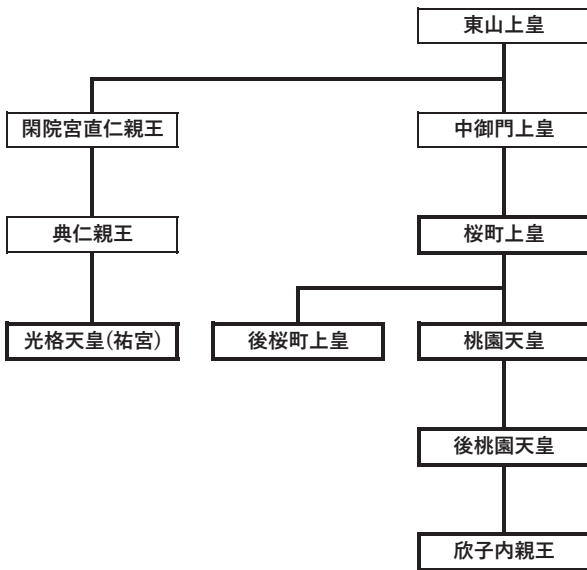 東山上皇
閑院宮直仁親王
中御門上皇
典仁親王
桜町上皇
光格天皇(祐宮)
後桜町上皇
桃園天皇
後桃園天皇
欣子内親王